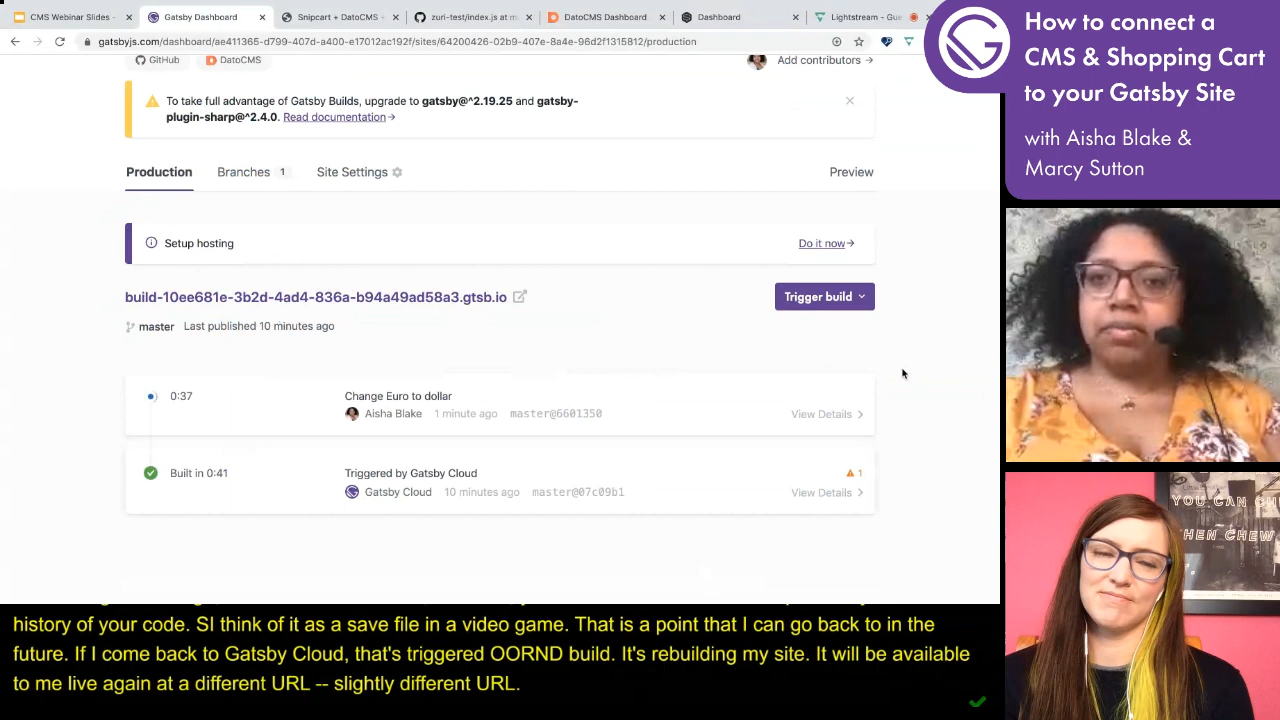 CMS Webinar Slides -
Gatsby Dashboard
Snipcart + DatoCMS +
zuri-test/index.js at m
DatoCMS Dashboard
Dashboard
Lightstream - Gue
gatsbyjs.com/dashboard/ae411365-d799-407d-a400-e17012ac192f/sites/64200426-02b9-407e-8a4e-96d2f1315812/production
GitHub
DatoCMS
Add contributors →
To take full advantage of Gatsby Builds, upgrade to gatsby@^2.19.25 and gatsby-
plugin-sharp@^2.4.0. Read documentation →
Production
Branches 1
Site Settings
Preview
Setup hosting
Do it now →
build-10ee681e-3b2d-4ad4-836a-b94a49ad58a3.gtsb.io
Trigger build
master Last published 10 minutes ago
0:37
Change Euro to dollar
Aisha Blake 1 minute ago master@6601350
View Details
Built in 0:41
Triggered by Gatsby Cloud
1
Gatsby Cloud 10 minutes ago master@07c09b1
View Details
How to connect a
CMS & Shopping Cart
to your Gatsby Site
with Aisha Blake &
Marcy Sutton
YOU CAN
HEN CHEW
history of your code. SI think of it as a save file in a video game. That is a point that I can go back to in the
future. If I come back to Gatsby Cloud, that's triggered OORND build. It's rebuilding my site. It will be available
to me live again at a different URL -- slightly different URL.